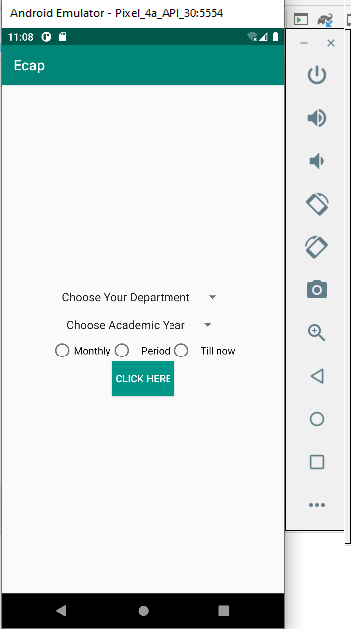 Android Emulator - Pixel_4a_API_30:5554
11:08
Ecap
Choose Your Department
Choose Academic Year
Monthly Period Till now
CLICK HERE